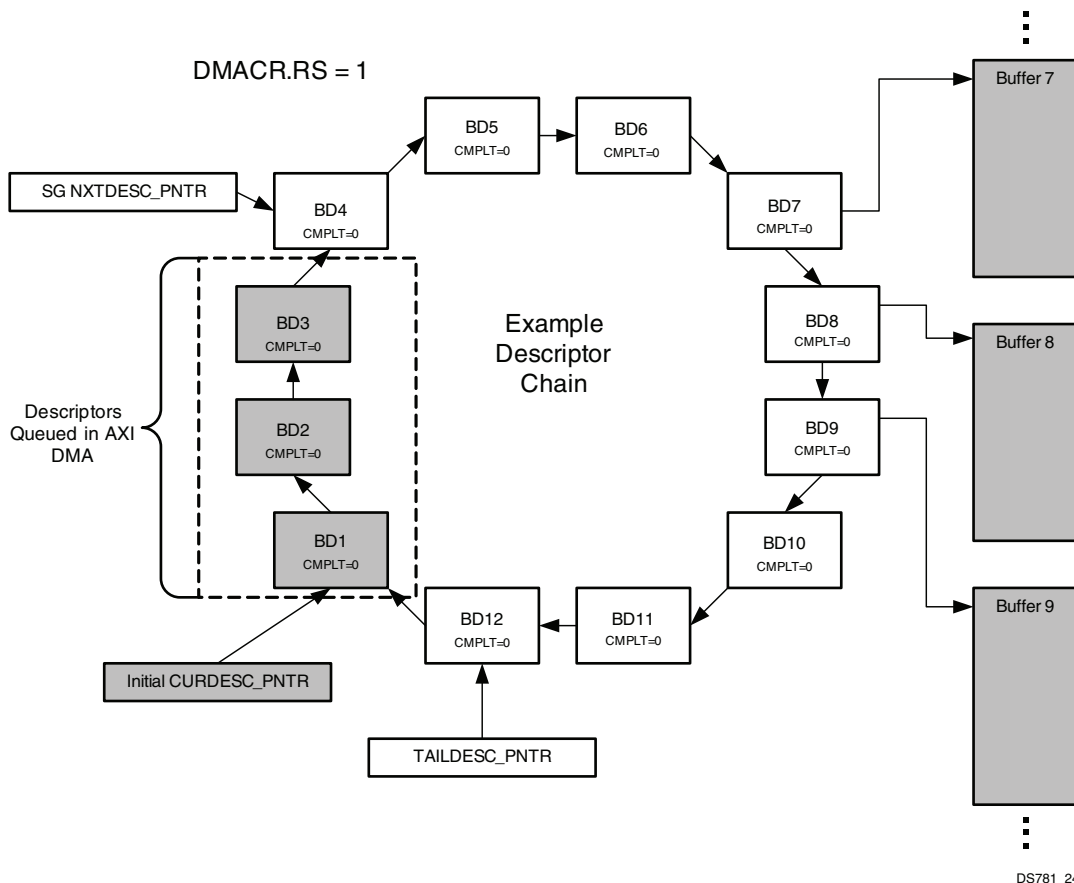 DMACR.RS = 1
Buffer 7
BD5
CMPLT=0
BD6
CMPLT=0
SG NXTDESC_PNTR
BD4
CMPLT=0
BD7
CMPLT=0
BD3
CMPLT=0
Example
Descriptor
Chain
BD8
CMPLT=0
Buffer 8
Descriptors
Queued in AXI
DMA
BD2
CMPLT=0
BD9
CMPLT=0
BD1
CMPLT=0
BD10
CMPLT=0
BD12
CMPLT=0
BD11
CMPLT=0
Buffer 9
Initial CURDESC_PNTR
TAILDESC_PNTR
DS781_24